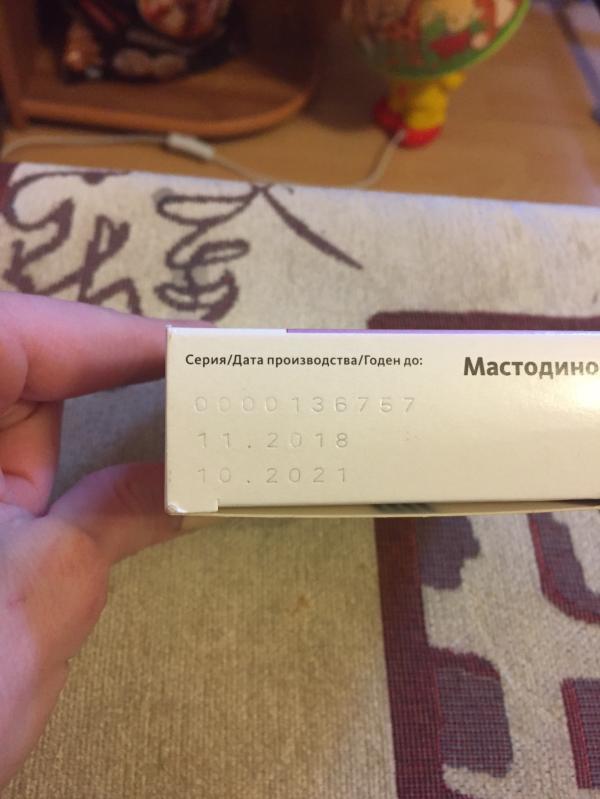 Серия/Дата производства/Годен до:
Мастодино
0000136757
11.2018
10.2021